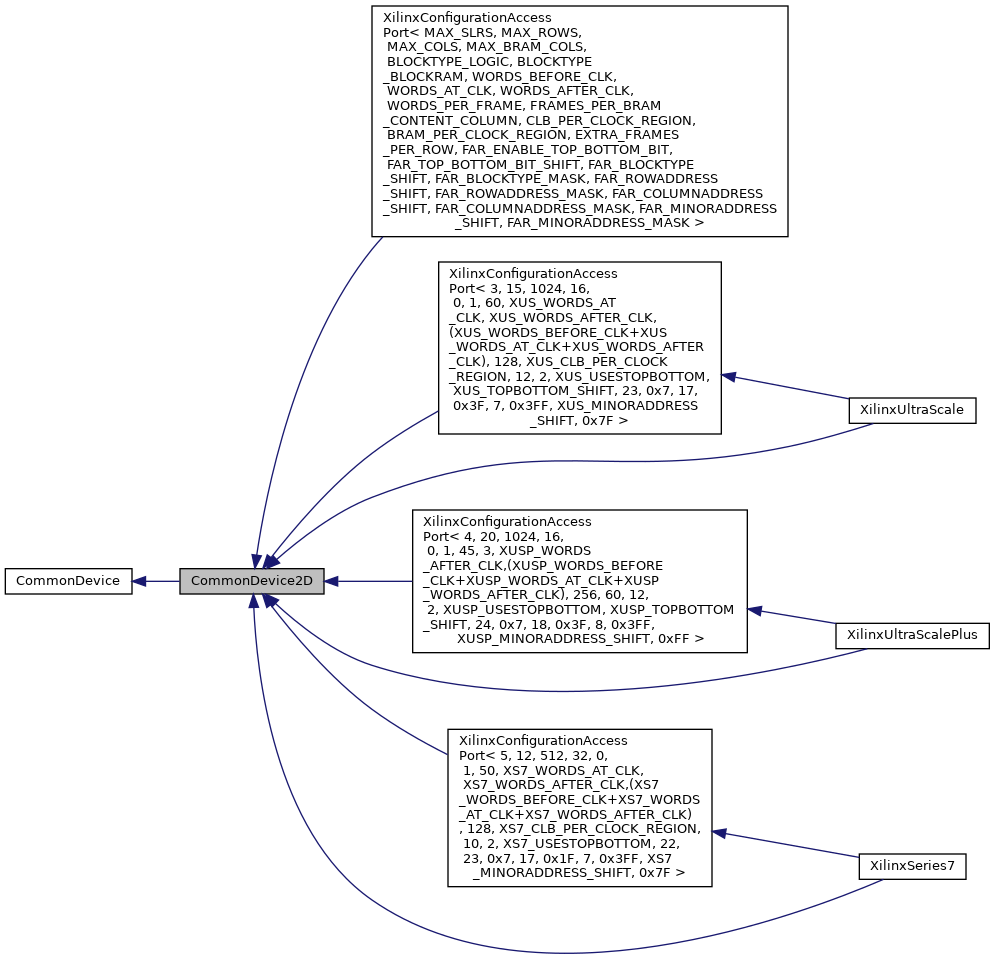 XilinxConfigurationAccess
Port< MAX_SLRS, MAX_ROWS,
MAX_COLS, MAX_BRAM_COLS,
BLOCKTYPE_LOGIC, BLOCKTYPE
_BLOCKRAM, WORDS_BEFORE_CLK,
WORDS_AT_CLK, WORDS_AFTER_CLK,
WORDS_PER_FRAME, FRAMES_PER_BRAM
_CONTENT_COLUMN, CLB_PER_CLOCK_REGION,
BRAM_PER_CLOCK_REGION, EXTRA_FRAMES
_PER_ROW, FAR_ENABLE_TOP_BOTTOM_BIT,
FAR_TOP_BOTTOM_BIT_SHIFT, FAR_BLOCKTYPE
_SHIFT, FAR_BLOCKTYPE_MASK, FAR_ROWADDRESS
_SHIFT, FAR_ROWADDRESS_MASK, FAR_COLUMNADDRESS
_SHIFT, FAR_COLUMNADDRESS_MASK, FAR_MINORADDRESS
_SHIFT, FAR_MINORADDRESS_MASK >
XilinxConfigurationAccess
Port< 3, 15, 1024, 16,
0, 1, 60, XUS_WORDS_AT
_CLK, XUS_WORDS_AFTER_CLK,
(XUS_WORDS_BEFORE_CLK+XUS
_WORDS_AT_CLK+XUS_WORDS_AFTER
_CLK), 128, XUS_CLB_PER_CLOCK
_REGION, 12, 2, XUS_USESTOPBOTTOM,
XUS_TOPBOTTOM_SHIFT, 23, 0x7, 17,
0x3F, 7, 0x3FF, XUS_MINORADDRESS
_SHIFT, 0x7F >
XilinxUltraScale
XilinxConfigurationAccess
Port< 4, 20, 1024, 16,
0, 1, 45, 3, XUSP_WORDS
_AFTER_CLK,(XUSP_WORDS_BEFORE
_CLK+XUSP_WORDS_AT_CLK+XUSP
_WORDS_AFTER_CLK), 256, 60, 12,
2, XUSP_USESTOPBOTTOM, XUSP_TOPBOTTOM
_SHIFT, 24, 0x7, 18, 0x3F, 8, 0x3FF,
XUSP_MINORADDRESS_SHIFT, 0xFF >
CommonDevice
CommonDevice2D
XilinxUltraScalePlus
XilinxConfigurationAccess
Port< 5, 12, 512, 32, 0,
1, 50, XS7_WORDS_AT_CLK,
XS7_WORDS_AFTER_CLK,(XS7
_WORDS_BEFORE_CLK+XS7_WORDS
_AT_CLK+XS7_WORDS_AFTER_CLK)
, 128, XS7_CLB_PER_CLOCK_REGION,
10, 2, XS7_USESTOPBOTTOM, 22,
23, 0x7, 17, 0x1F, 7, 0x3FF, XS7
_MINORADDRESS_SHIFT, 0x7F >
XilinxSeries7